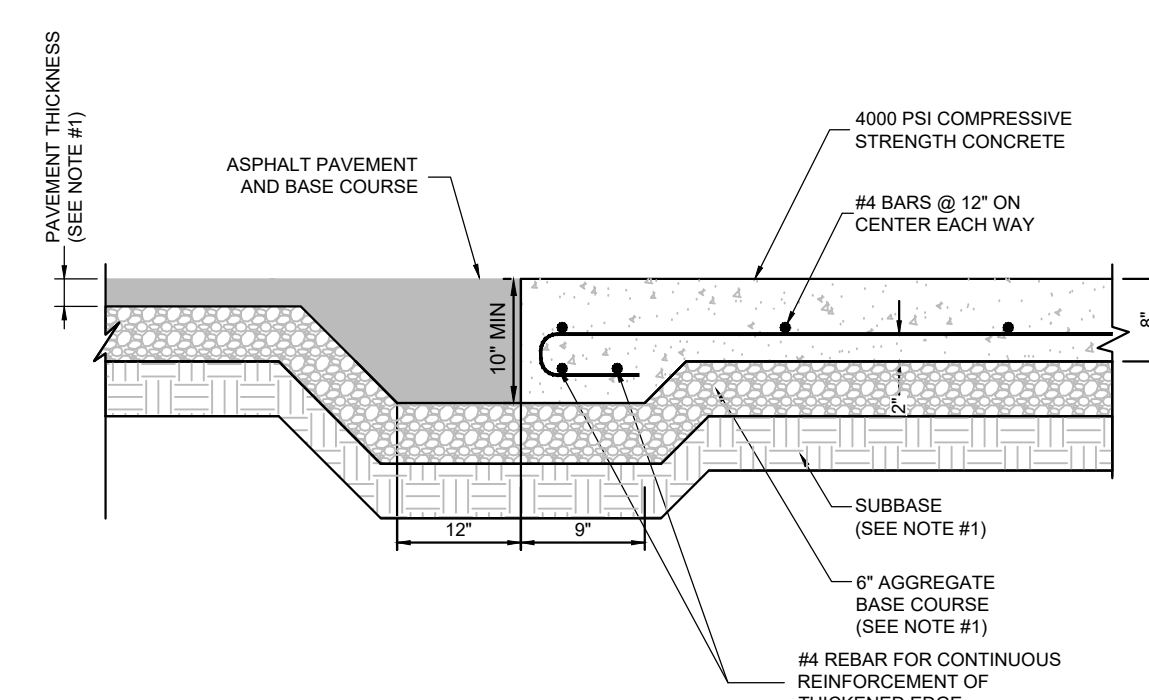 PAVEMENT THICKNESS
(SEE NOTE #1)
ASPHALT PAVEMENT
AND BASE COURSE
4000 PSI COMPRESSIVE
STRENGTH CONCRETE
#4 BARS @ 12" ON
CENTER EACH WAY
10" MIN
8"
2"
12"
9"
SUBBASE
(SEE NOTE #1)
6" AGGREGATE
BASE COURSE
(SEE NOTE #1)
#4 REBAR FOR CONTINUOUS
REINFORCEMENT OF
THICKENED EDGE